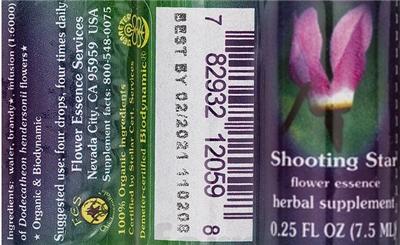 Ingredients: water, brandy★, infusion (1:6000)
of Dodecatheon hendersonii flowers★
★ Organic & Biodynamic
Suggested use: four drops, four times daily
Flower Essence Services
Nevada City, CA 95959 USA
Supplement facts: 800-548-0075
FES
100% Organic ingredients
Certified by Stellar Cert. Services
Demeter-certified Biodynamic®
BEST BY 02/2021 110208
7 82932 12059 8
Shooting Star
flower essence
herbal supplement
0.25 FL OZ (7.5 ML)